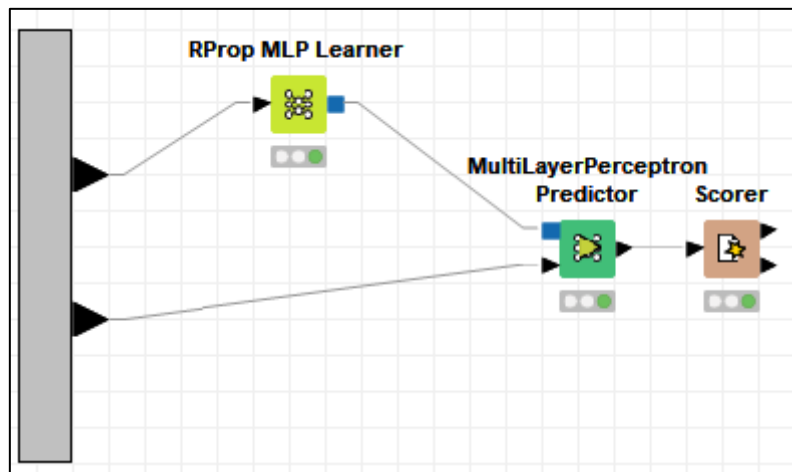 RProp MLP Learner
MultiLayerPerceptron
Predictor
Scorer